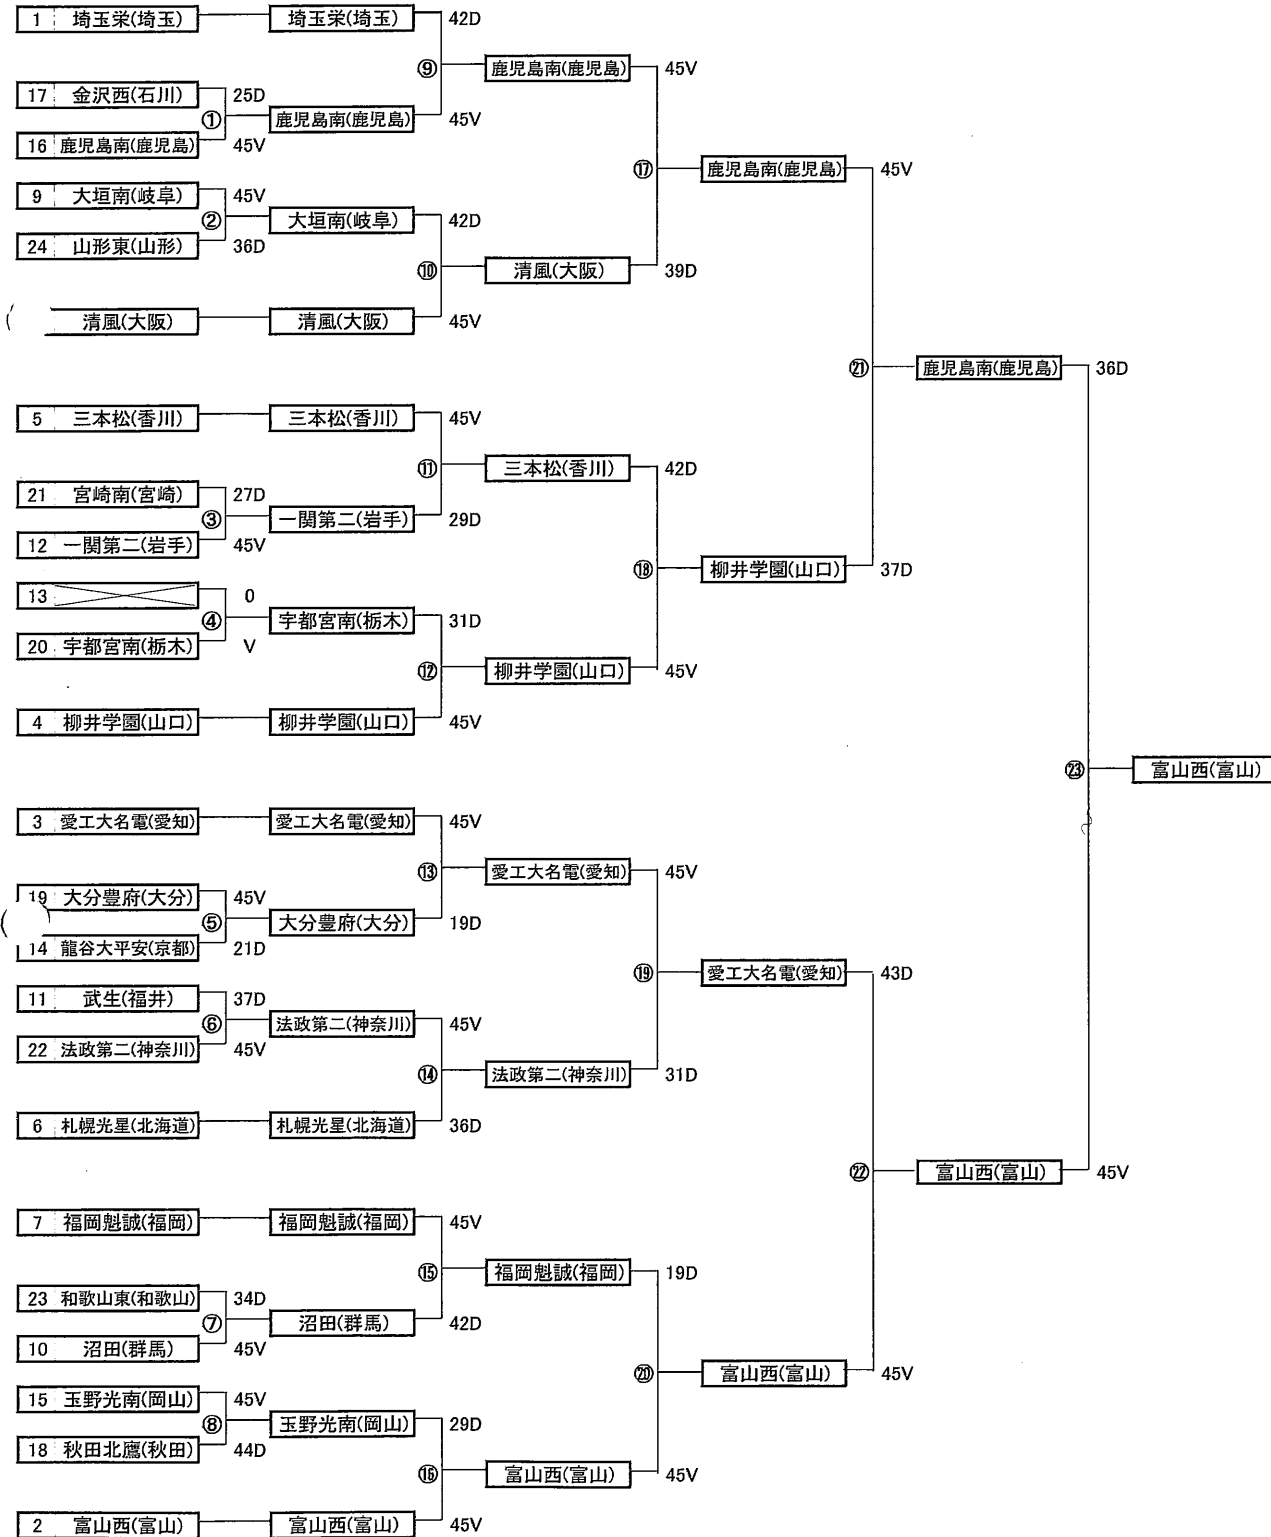 1 埼玉栄(埼玉) 埼玉栄(埼玉) 42D
⑨ 鹿児島南(鹿児島) 45V
17 金沢西(石川) 25D
① 鹿児島南(鹿児島) 45V
16 鹿児島南(鹿児島) 45V
⑰ 鹿児島南(鹿児島) 45V
9 大垣南(岐阜) 45V
② 大垣南(岐阜) 42D
24 山形東(山形) 36D
⑩ 清風(大阪) 39D
清風(大阪) 清風(大阪) 45V
㉑ 鹿児島南(鹿児島) 36D
5 三本松(香川) 三本松(香川) 45V
⑪ 三本松(香川) 42D
21 宮崎南(宮崎) 27D
③ 一関第二(岩手) 29D
12 一関第二(岩手) 45V
⑱ 柳井学園(山口) 37D
13 0
④ 宇都宮南(栃木) 31D
20 宇都宮南(栃木) V
⑫ 柳井学園(山口) 45V
4 柳井学園(山口) 柳井学園(山口) 45V
㉓ 富山西(富山)
3 愛工大名電(愛知) 愛工大名電(愛知) 45V
⑬ 愛工大名電(愛知) 45V
19 大分豊府(大分) 45V
⑤ 大分豊府(大分) 19D
14 龍谷大平安(京都) 21D
⑲ 愛工大名電(愛知) 43D
11 武生(福井) 37D
⑥ 法政第二(神奈川) 45V
22 法政第二(神奈川) 45V
⑭ 法政第二(神奈川) 31D
6 札幌光星(北海道) 札幌光星(北海道) 36D
㉒ 富山西(富山) 45V
7 福岡魁誠(福岡) 福岡魁誠(福岡) 45V
⑮ 福岡魁誠(福岡) 19D
23 和歌山東(和歌山) 34D
⑦ 沼田(群馬) 42D
10 沼田(群馬) 45V
⑳ 富山西(富山) 45V
15 玉野光南(岡山) 45V
⑧ 玉野光南(岡山) 29D
18 秋田北鷹(秋田) 44D
⑯ 富山西(富山) 45V
2 富山西(富山) 富山西(富山) 45V